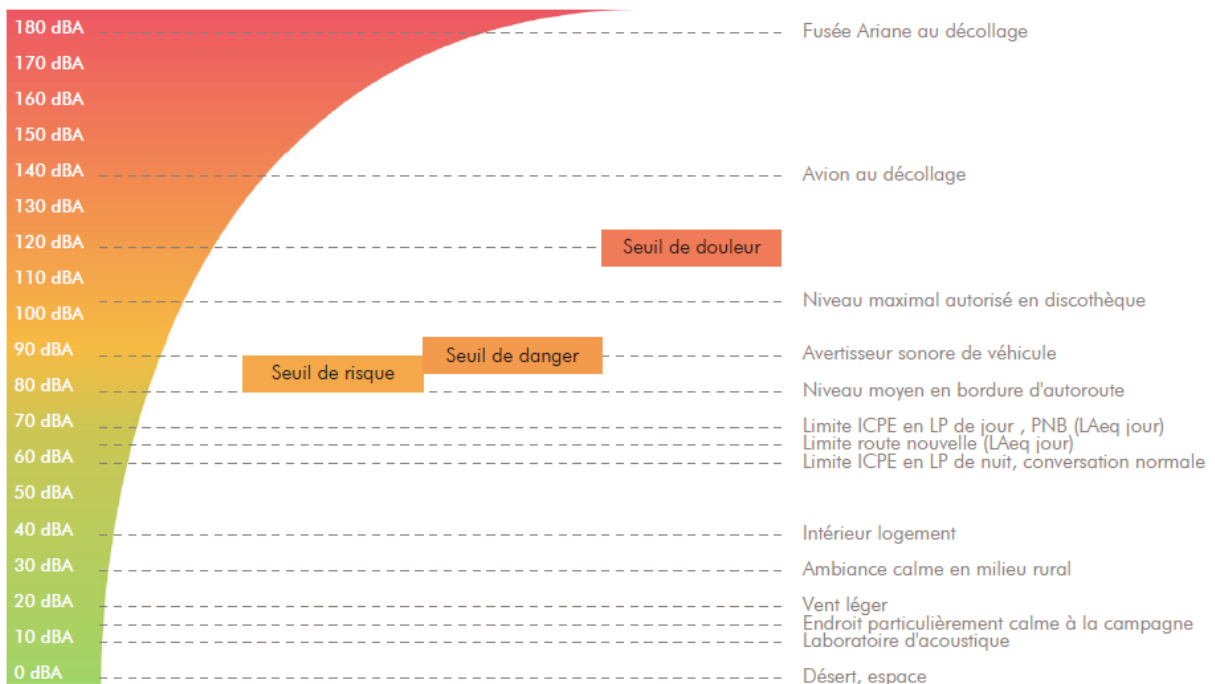 180 dBA
Fusée Ariane au décollage
170 dBA
160 dBA
150 dBA
140 dBA
Avion au décollage
130 dBA
120 dBA
Seuil de douleur
110 dBA
Niveau maximal autorisé en discothèque
100 dBA
90 dBA
Seuil de danger
Avertisseur sonore de véhicule
Seuil de risque
80 dBA
Niveau moyen en bordure d'autoroute
70 dBA
Limite ICPE en LP de jour , PNB (LAeq jour)
Limite route nouvelle (LAeq jour)
60 dBA
Limite ICPE en LP de nuit, conversation normale
50 dBA
40 dBA
Intérieur logement
30 dBA
Ambiance calme en milieu rural
20 dBA
Vent léger
Endroit particulièrement calme à la campagne
10 dBA
Laboratoire d'acoustique
0 dBA
Désert, espace